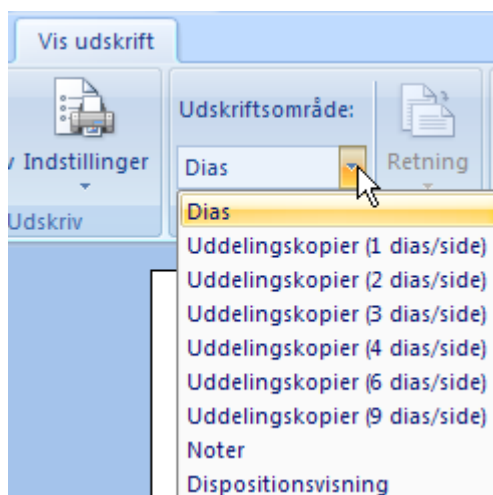 Vis udskrift
Udskriftsområde:
Indstillinger
Dias
Retning
Udskriv
Dias
Uddelingskopier (1 dias/side)
Uddelingskopier (2 dias/side)
Uddelingskopier (3 dias/side)
Uddelingskopier (4 dias/side)
Uddelingskopier (6 dias/side)
Uddelingskopier (9 dias/side)
Noter
Dispositionsvisning